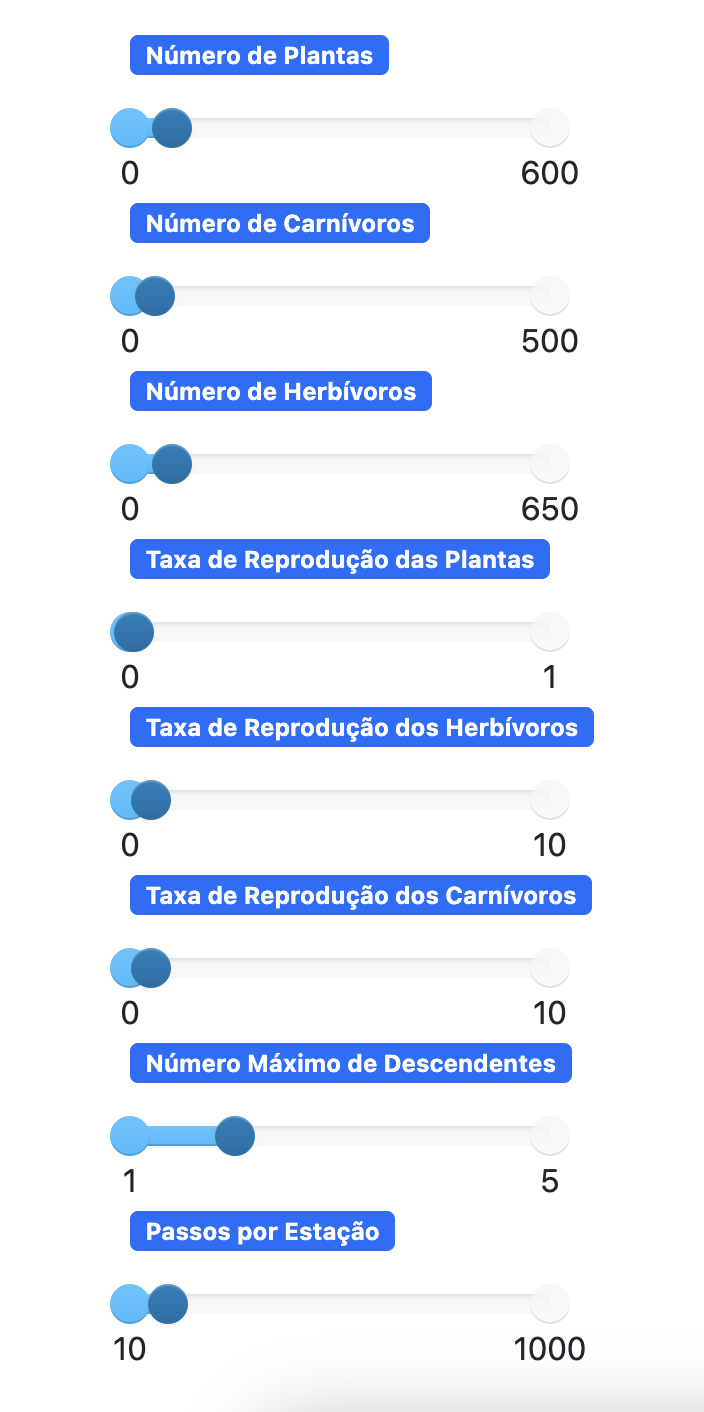 Número de Plantas
0 600
Número de Carnívoros
0 500
Número de Herbívoros
0 650
Taxa de Reprodução das Plantas
0 1
Taxa de Reprodução dos Herbívoros
0 10
Taxa de Reprodução dos Carnívoros
0 10
Número Máximo de Descendentes
1 5
Passos por Estação
10 1000